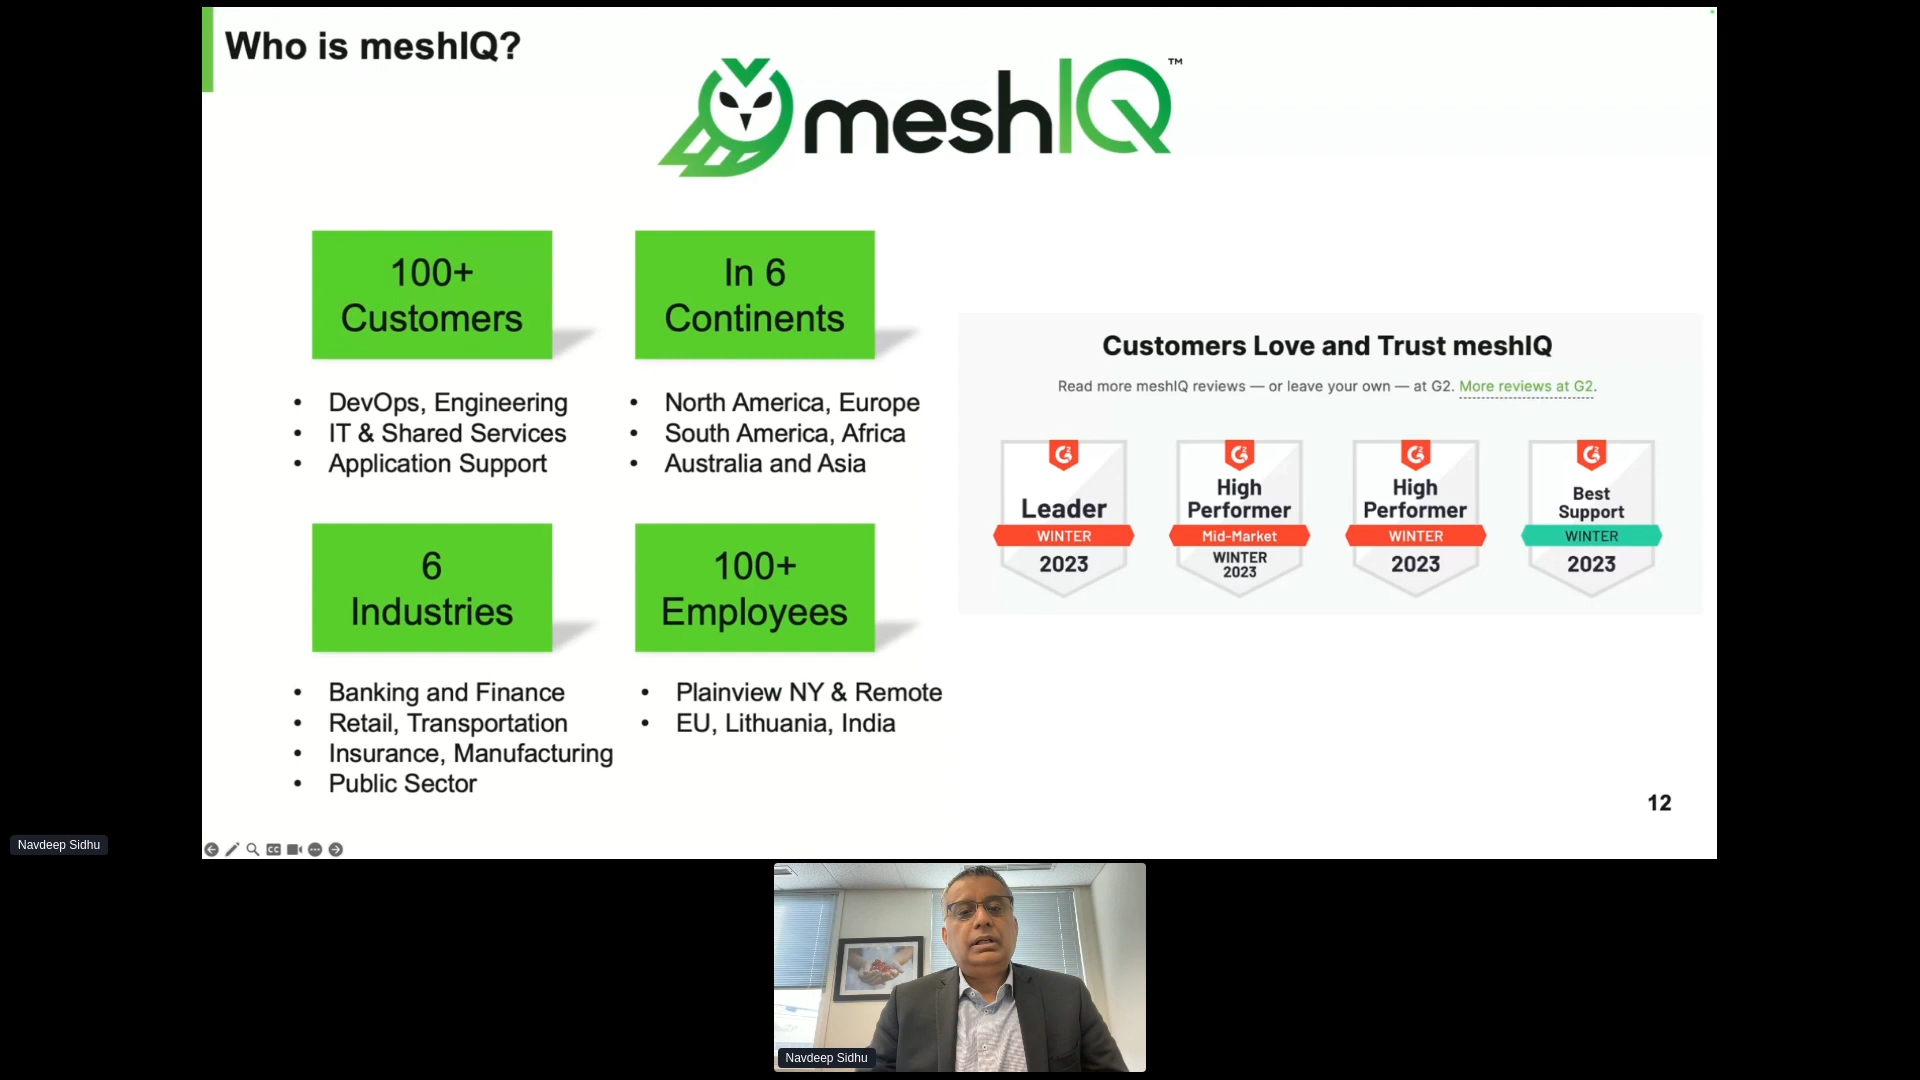 Who is meshIQ?
meshIQ™
100+
Customers
In 6
Continents
• DevOps, Engineering
• IT & Shared Services
• Application Support
• North America, Europe
• South America, Africa
• Australia and Asia
6
Industries
100+
Employees
• Banking and Finance
• Retail, Transportation
• Insurance, Manufacturing
• Public Sector
• Plainview NY & Remote
• EU, Lithuania, India
Customers Love and Trust meshIQ
Read more meshIQ reviews — or leave your own — at G2. More reviews at G2.
Leader
WINTER
2023
High
Performer
Mid-Market
WINTER
2023
High
Performer
WINTER
2023
Best
Support
WINTER
2023
12
CC
Navdeep Sidhu
Navdeep Sidhu